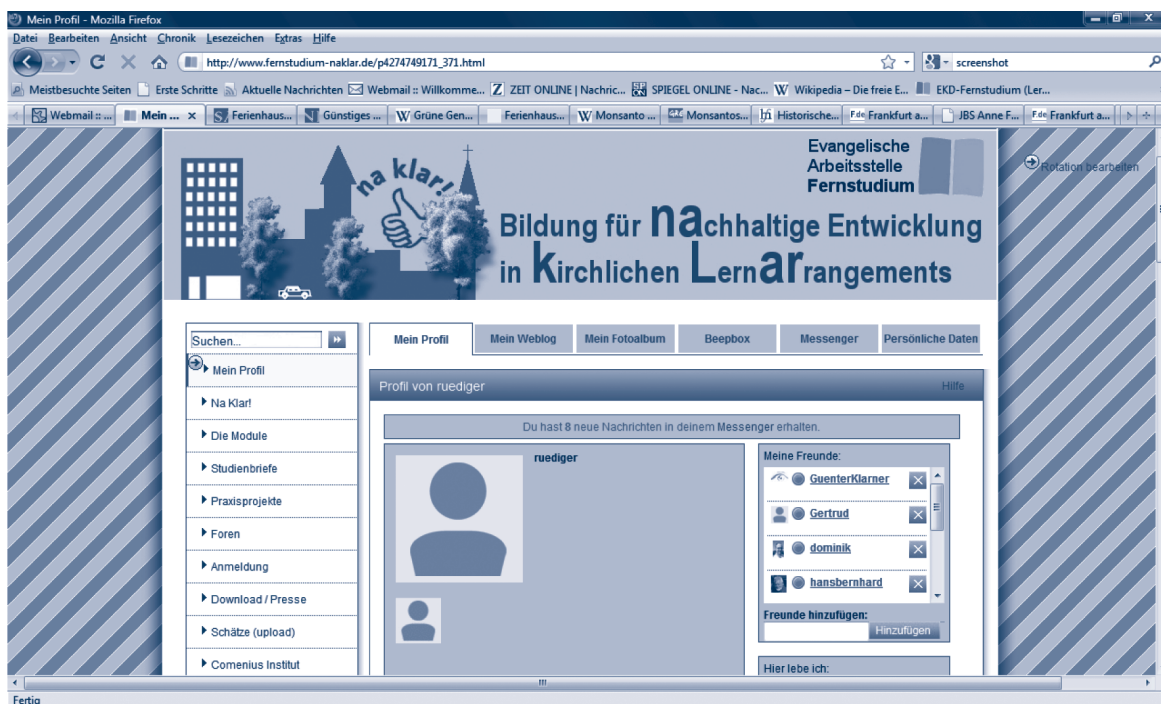 Mein Profil - Mozilla Firefox
Datei Bearbeiten Ansicht Chronik Lesezeichen Extras Hilfe
http://www.fernstudium-naklar.de/p4274749171_371.html
screenshot
Meistbesuchte Seiten Erste Schritte Aktuelle Nachrichten Webmail :: Willkomme... ZEIT ONLINE | Nachric... SPIEGEL ONLINE - Nac... Wikipedia – Die freie E... EKD-Fernstudium (Ler...
Webmail :: ... Mein ... Ferienhaus... Günstiges ... Grüne Gen... Ferienhaus... Monsanto ... Monsantos... Historische... Frankfurt a... JBS Anne F... Frankfurt a...
na klar!
Evangelische
Arbeitsstelle
Fernstudium
Rotation bearbeiten
Bildung für nachhaltige Entwicklung
in kirchlichen Lernarrangements
Suchen...
Mein Profil
Na Klar!
Die Module
Studienbriefe
Praxisprojekte
Foren
Anmeldung
Download / Presse
Schätze (upload)
Comenius Institut
Mein Profil Mein Weblog Mein Fotoalbum Beepbox Messenger Persönliche Daten
Profil von ruediger Hilfe
Du hast 8 neue Nachrichten in deinem Messenger erhalten.
ruediger
Meine Freunde:
GuenterKlarner
Gertrud
dominik
hansbernhard
Freunde hinzufügen:
Hinzufügen
Hier lebe ich:
Fertig